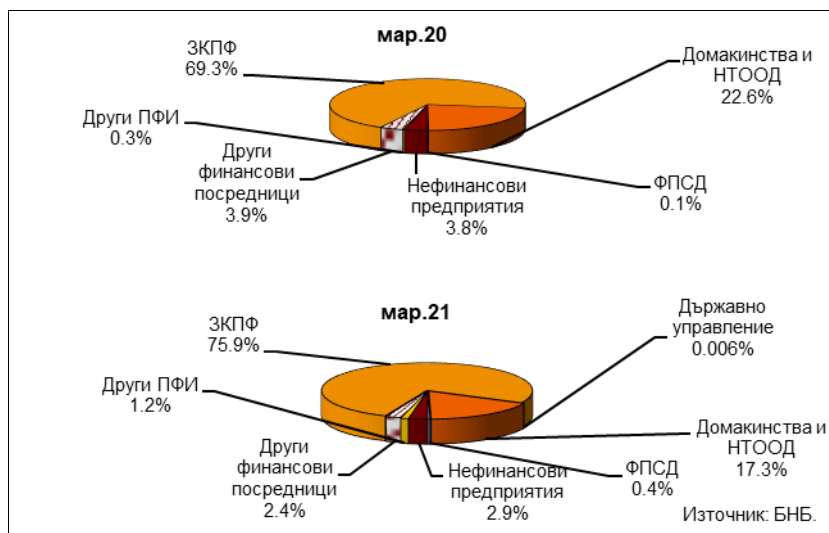 мар.20
ЗКПФ
69.3%
Домакинства и
НТООД
22.6%
Други ПФИ
0.3%
Други
финансови
посредници
3.9%
Нефинансови
предприятия
3.8%
ФПСД
0.1%
мар.21
ЗКПФ
75.9%
Държавно
управление
0.006%
Други ПФИ
1.2%
Други
финансови
посредници
2.4%
Нефинансови
предприятия
2.9%
ФПСД
0.4%
Домакинства и
НТООД
17.3%
Източник: БНБ.